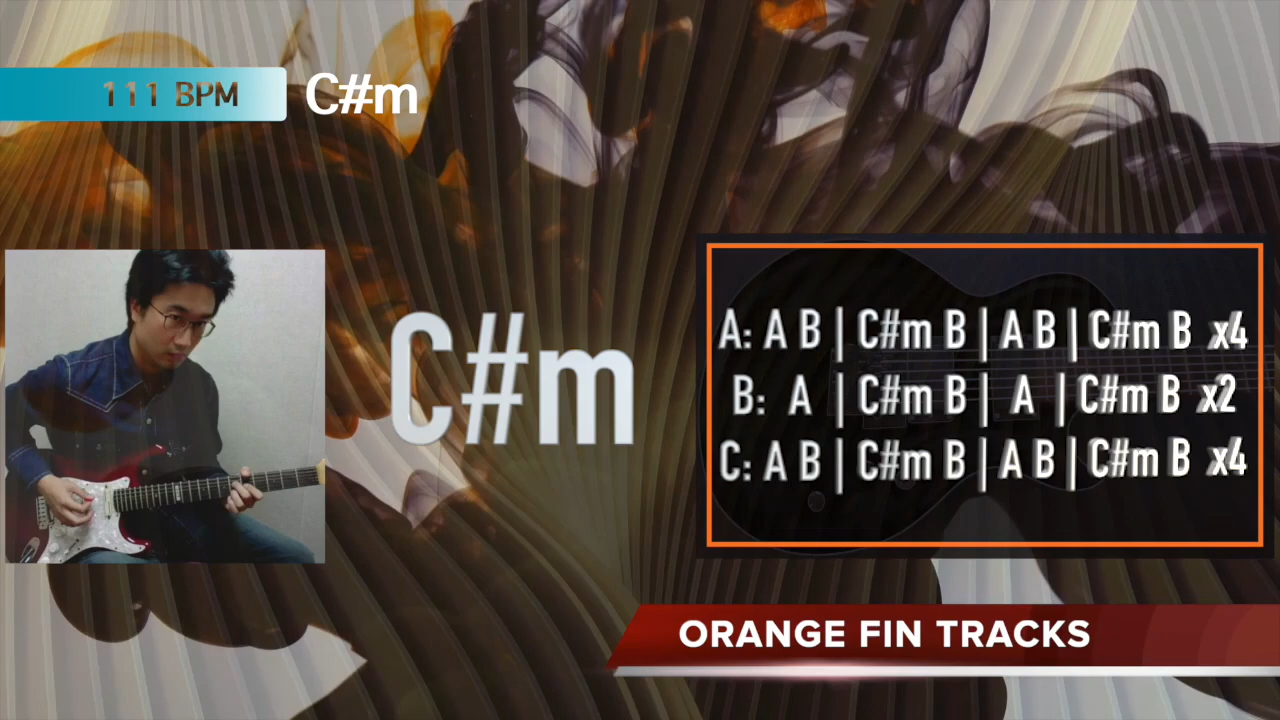 111 BPM C#m
C#m
A: A B | C#m B | A B | C#m B x4
B: A | C#m B | A | C#m B x2
C: A B | C#m B | A B | C#m B x4
ORANGE FIN TRACKS